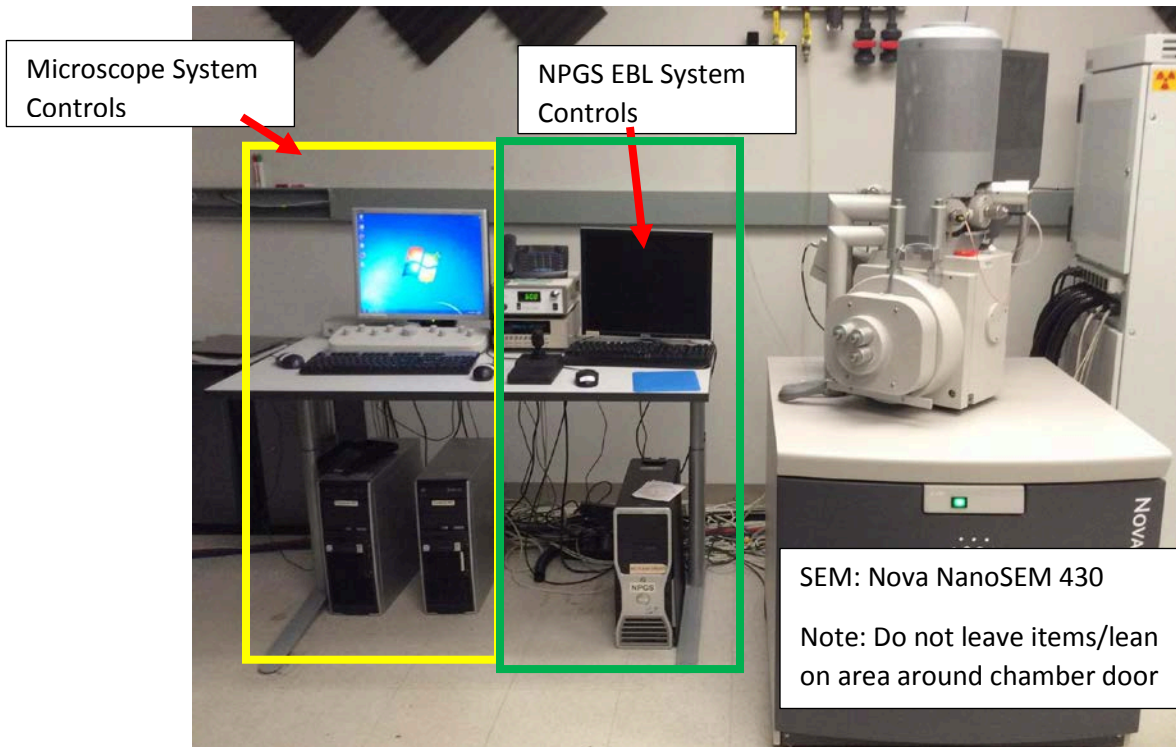 Microscope System
Controls
NPGS EBL System
Controls
NPGS
NOVA
SEM: Nova NanoSEM 430
Note: Do not leave items/lean
on area around chamber door